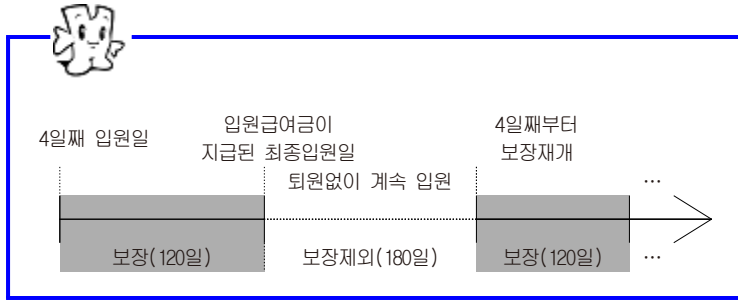 4일째 입원일
입원급여금이
지급된 최종입원일
4일째부터
보장재개
퇴원없이 계속 입원
…
보장(120일)
보장제외(180일)
보장(120일)
…